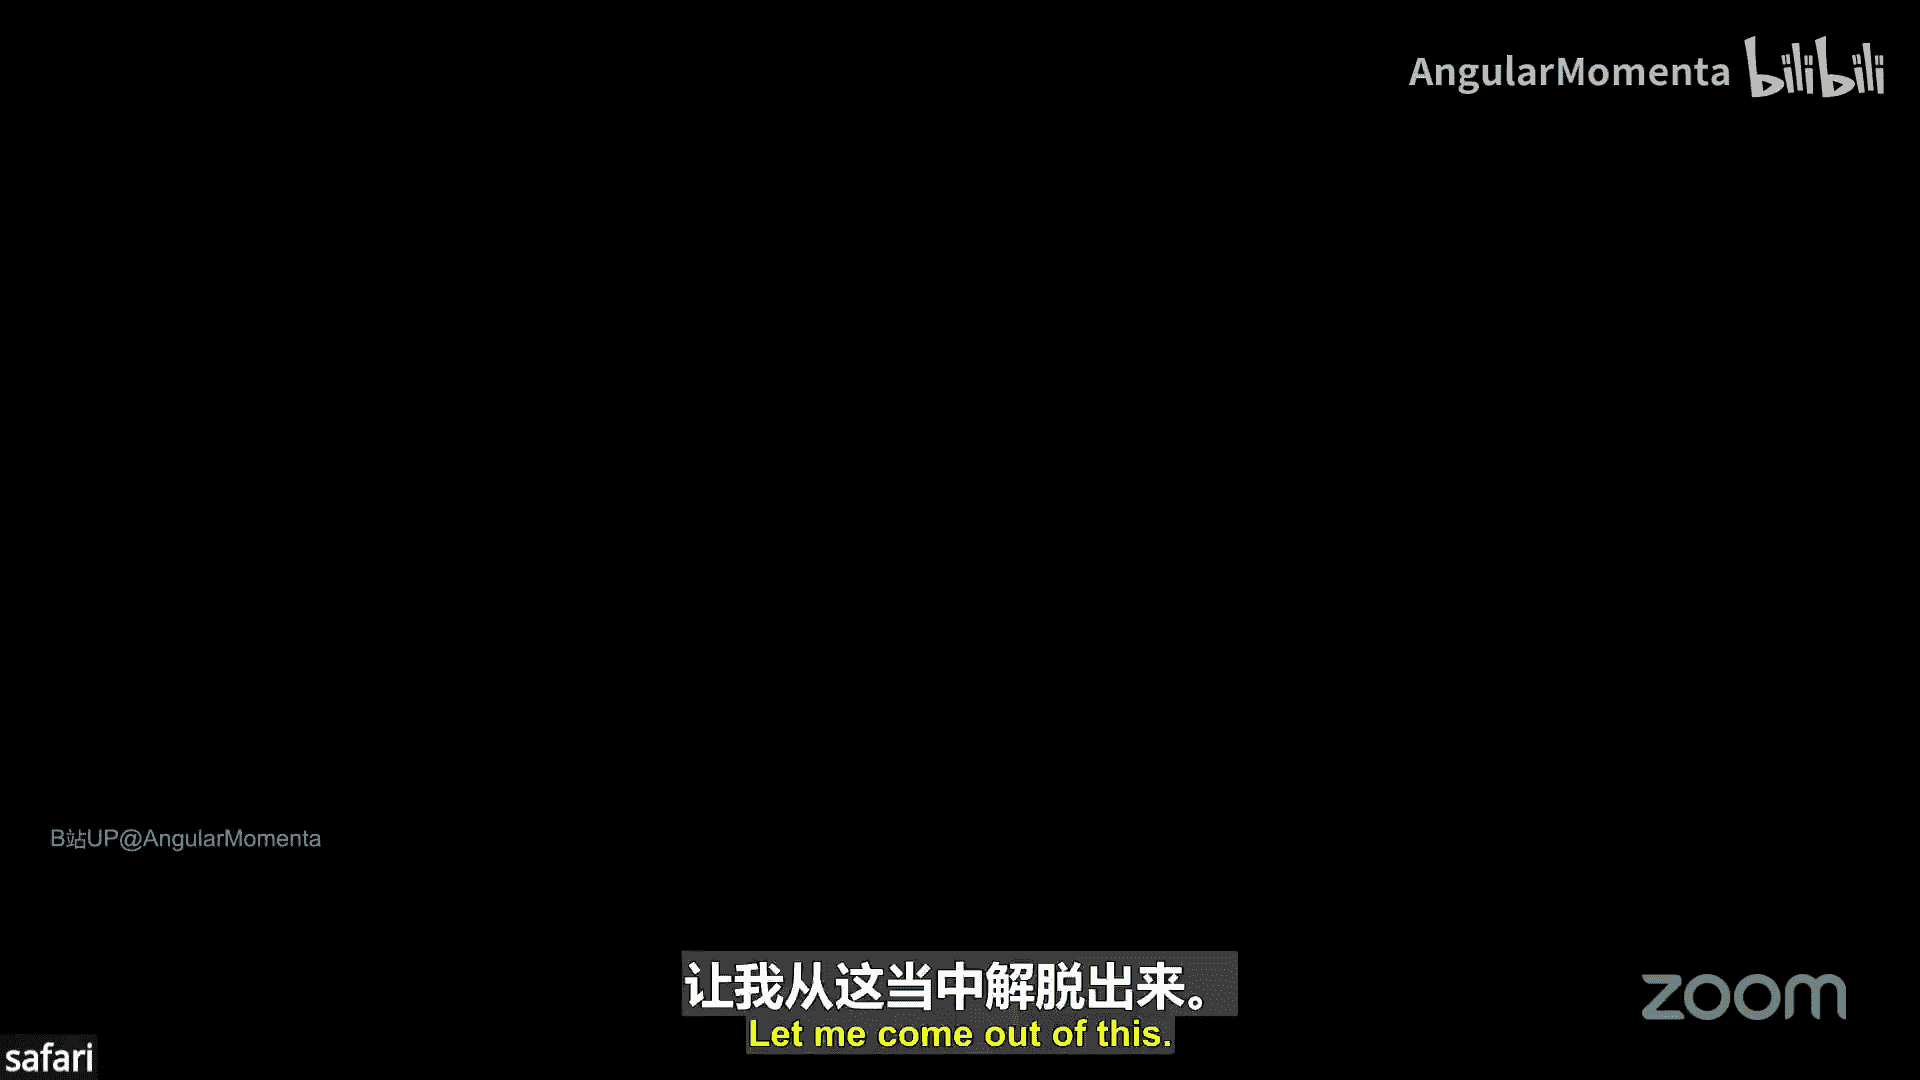 AngularMomenta bilibili
B站UP@AngularMomenta
让我从这当中解脱出来。
Let me come out of this.
zoom
safari